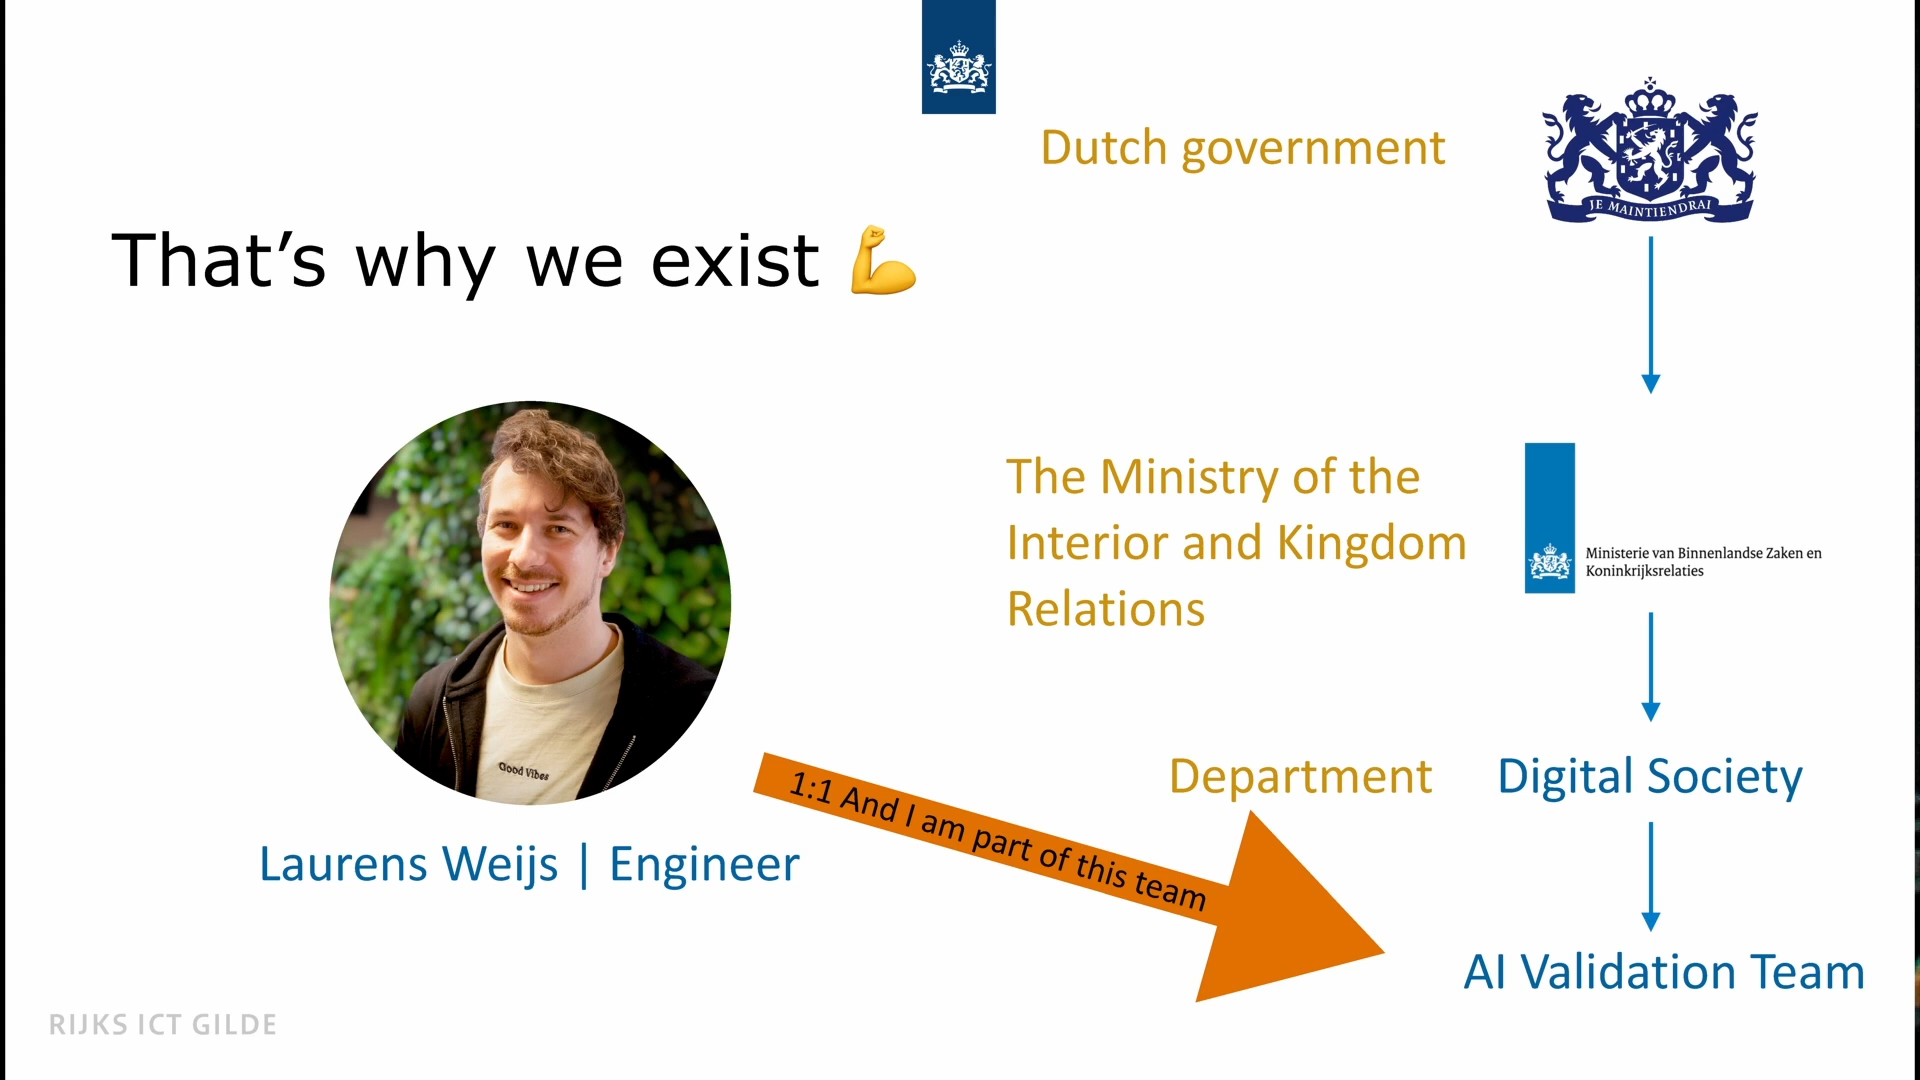 Dutch government
JE MAINTIENDRAI
That’s why we exist 💪
The Ministry of the
Interior and Kingdom
Relations
Ministerie van Binnenlandse Zaken en
Koninkrijksrelaties
Good Vibes
Department
Digital Society
1:1 And I am part of this team
Laurens Weijs | Engineer
AI Validation Team
RIJKS ICT GILDE